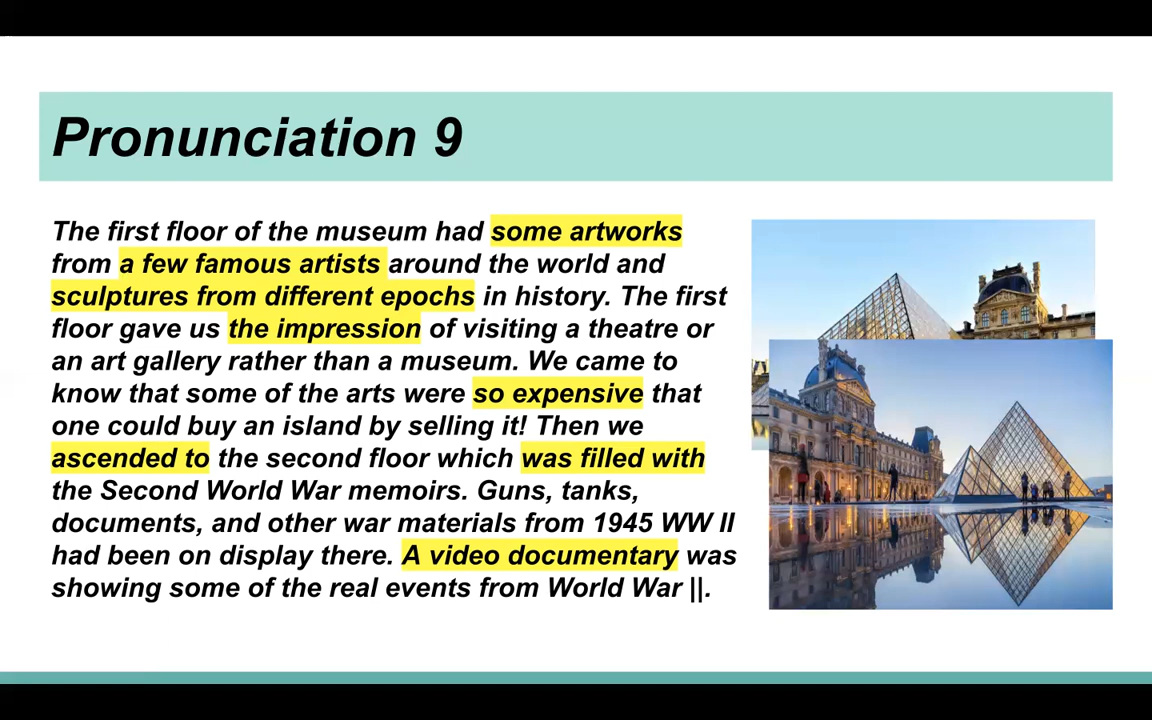 Pronunciation 9
The first floor of the museum had some artworks
from a few famous artists around the world and
sculptures from different epochs in history. The first
floor gave us the impression of visiting a theatre or
an art gallery rather than a museum. We came to
know that some of the arts were so expensive that
one could buy an island by selling it! Then we
ascended to the second floor which was filled with
the Second World War memoirs. Guns, tanks,
documents, and other war materials from 1945 WW II
had been on display there. A video documentary was
showing some of the real events from World War ||.